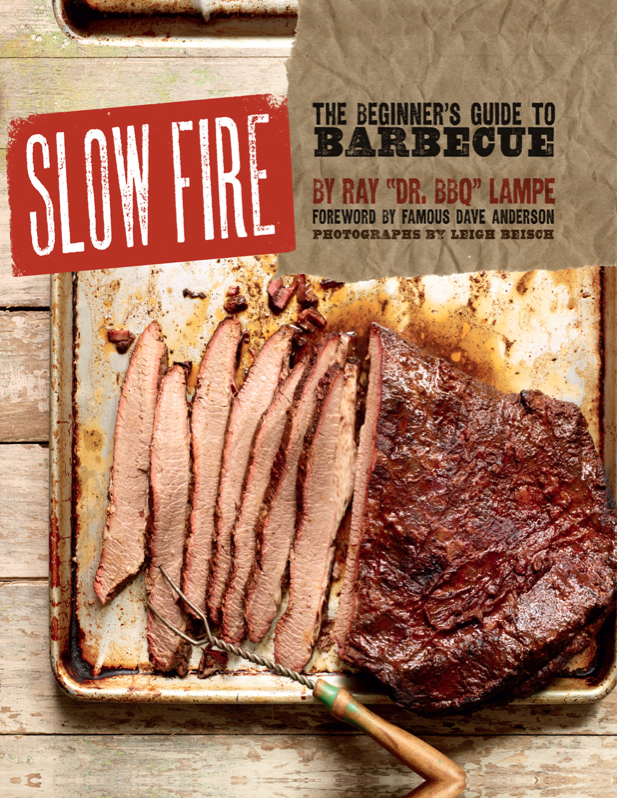 SLOW FIRE
THE BEGINNER'S GUIDE TO
BARBECUE
BY RAY "DR. BBQ" LAMPE
FOREWORD BY FAMOUS DAVE ANDERSON
PHOTOGRAPHS BY LEIGH BEISCH